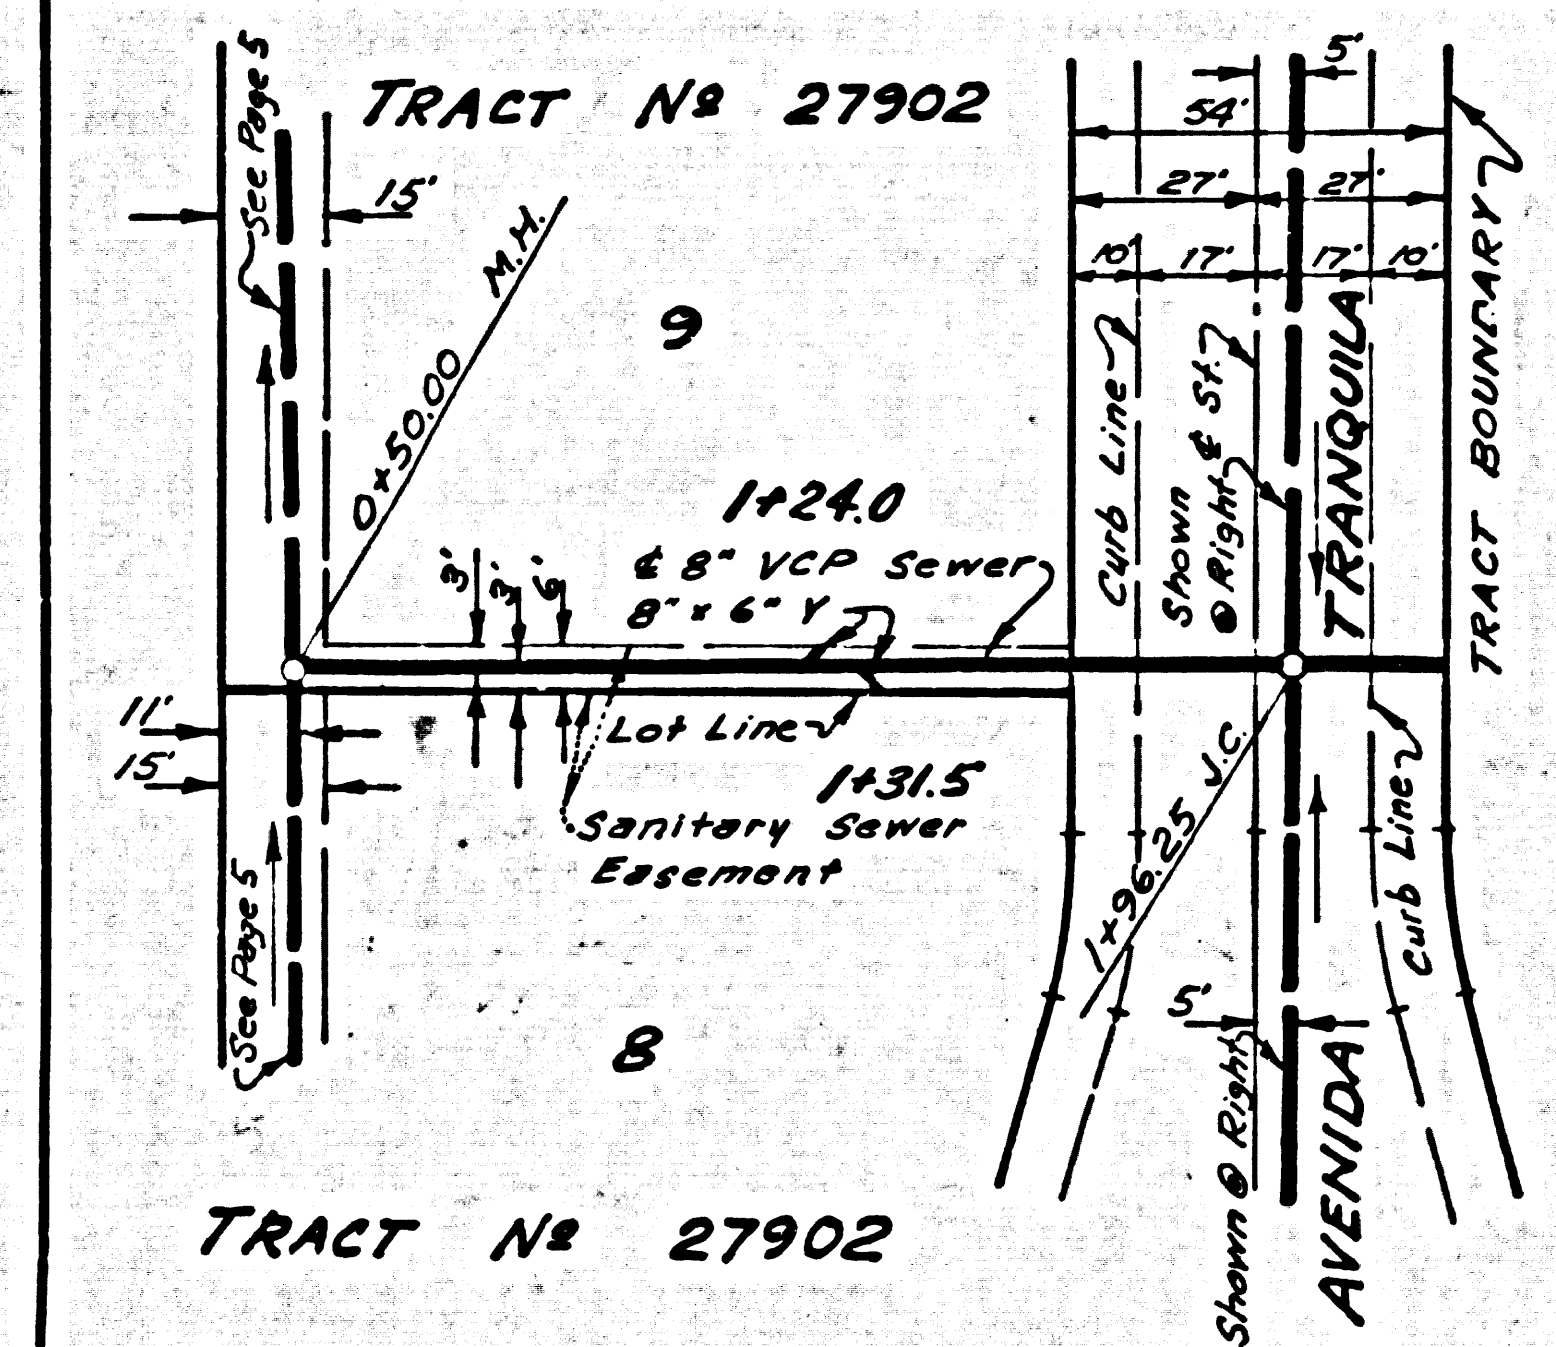 TRACT Nº 27902
See Page 5
15'
M.H.
0+50.00
9
1+24.0
℄ 8" VCP Sewer
8" x 6" Y
3'
3'
6'
11'
15'
Lot Line
1+31.5
Sanitary Sewer
Easement
See Page 5
8
TRACT Nº 27902
5'
54'
27'
27'
10'
17'
17'
10'
Curb Line
Shown
@ Right
℄ St.
TRANQUILA
TRACT BOUNDARY
1+96.25 J.C.
Curb Line
5'
Shown @ Right
AVENIDA